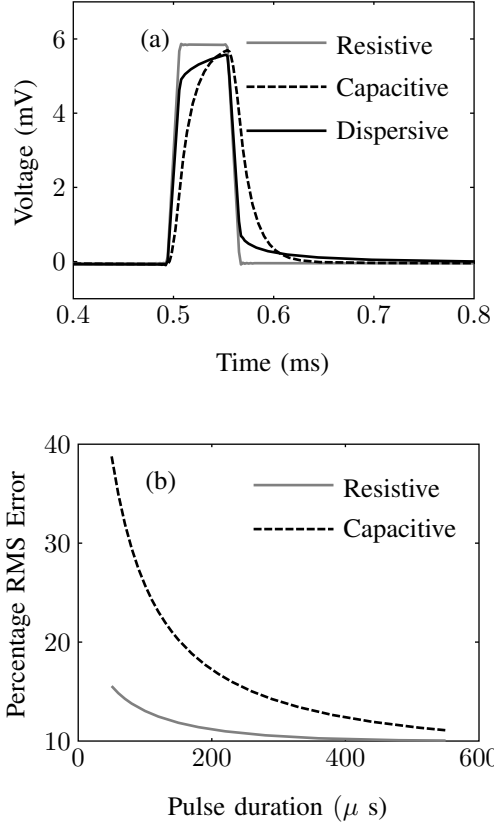 (a)
Resistive
Capacitive
Dispersive
Voltage (mV)
6
4
2
0
0.4 0.5 0.6 0.7 0.8
Time (ms)
(b)
Resistive
Capacitive
Percentage RMS Error
40
30
20
10
0 200 400 600
Pulse duration (μ s)